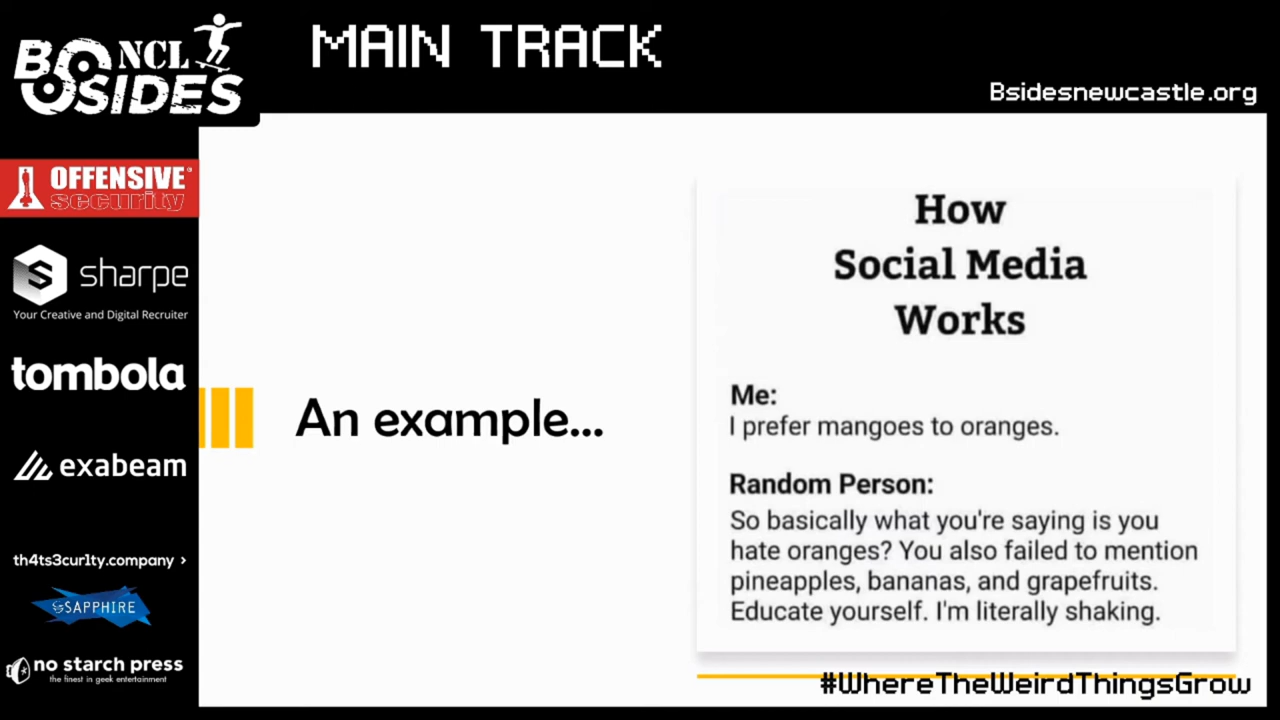 B SIDES NCL
MAIN TRACK
Bsidesnewcastle.org
OFFENSIVE
security
sharpe
Your Creative and Digital Recruiter
tombola
exabeam
th4ts3cur1ty.company >
SAPPHIRE
no starch press
the finest in geek entertainment
An example...
How
Social Media
Works
Me:
I prefer mangoes to oranges.
Random Person:
So basically what you're saying is you
hate oranges? You also failed to mention
pineapples, bananas, and grapefruits.
Educate yourself. I'm literally shaking.
#WhereTheWeirdThingsGrow